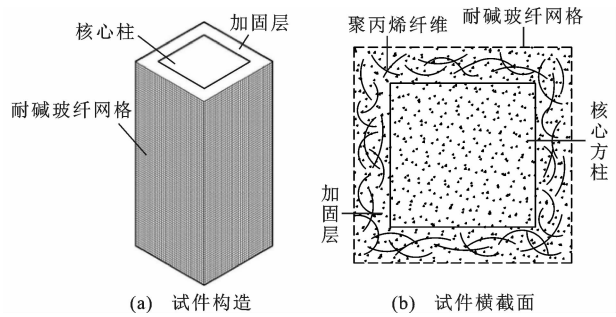 核心柱
加固层
耐碱玻纤网格
(a) 试件构造
聚丙烯纤维
耐碱玻纤网格
核心方柱
加固层
(b) 试件横截面